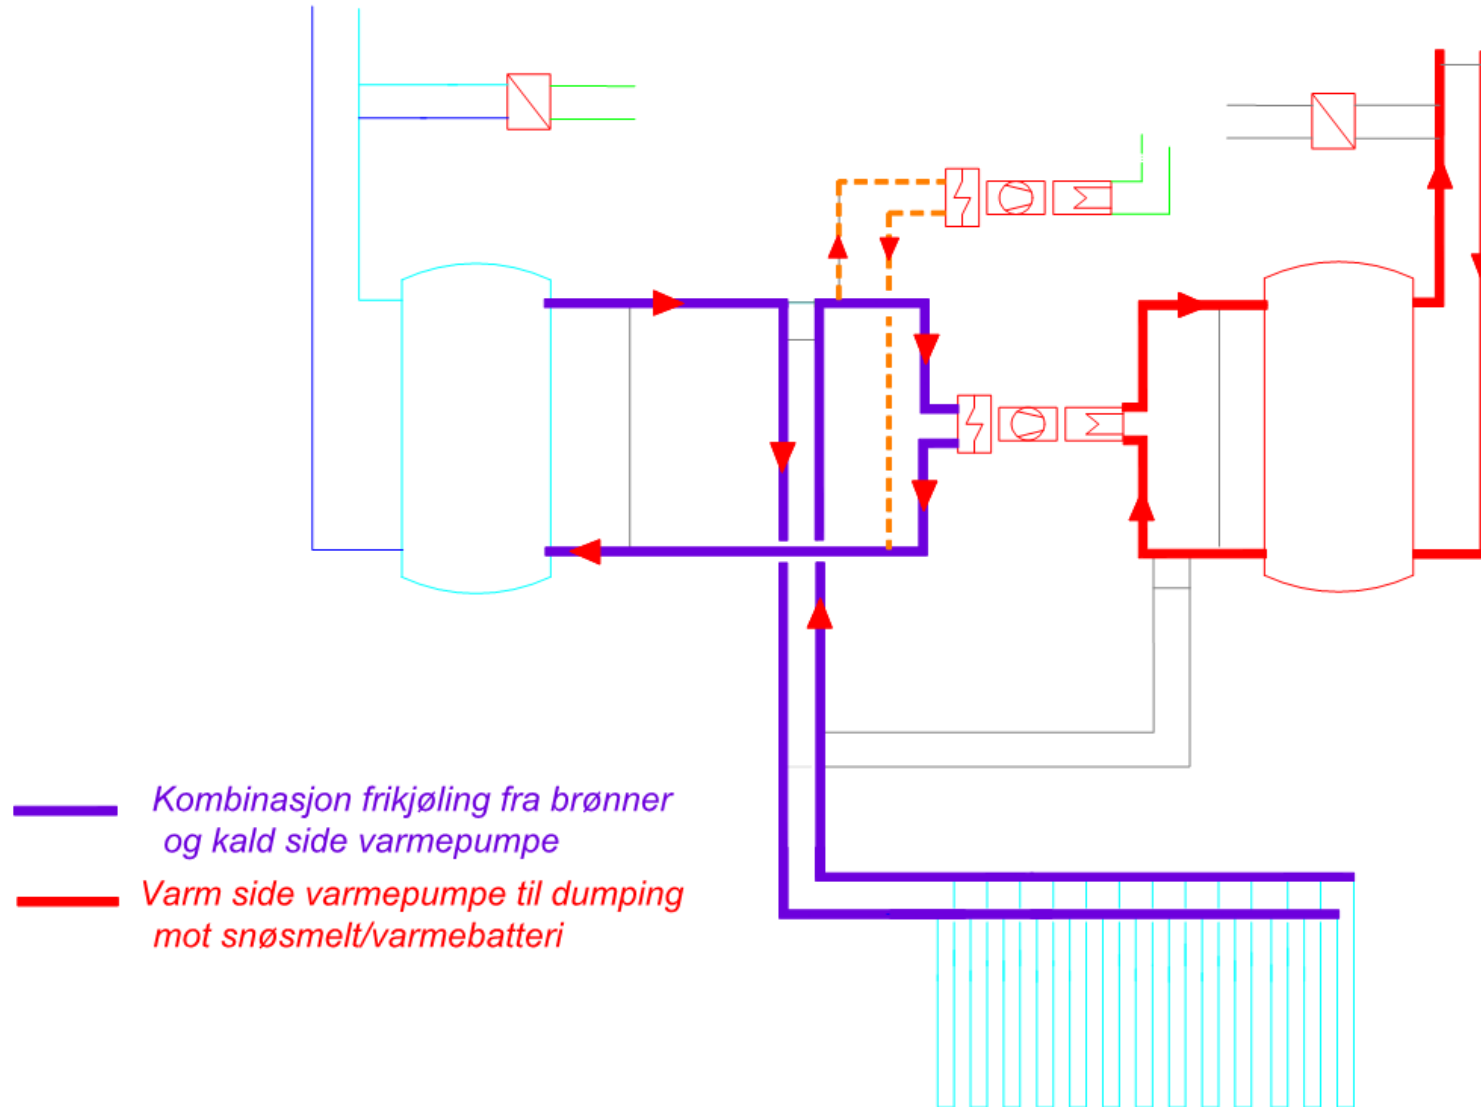 Kombinasjon frikjøling fra brønner
og kald side varmepumpe
Varm side varmepumpe til dumping
mot snøsmelt/varmebatteri